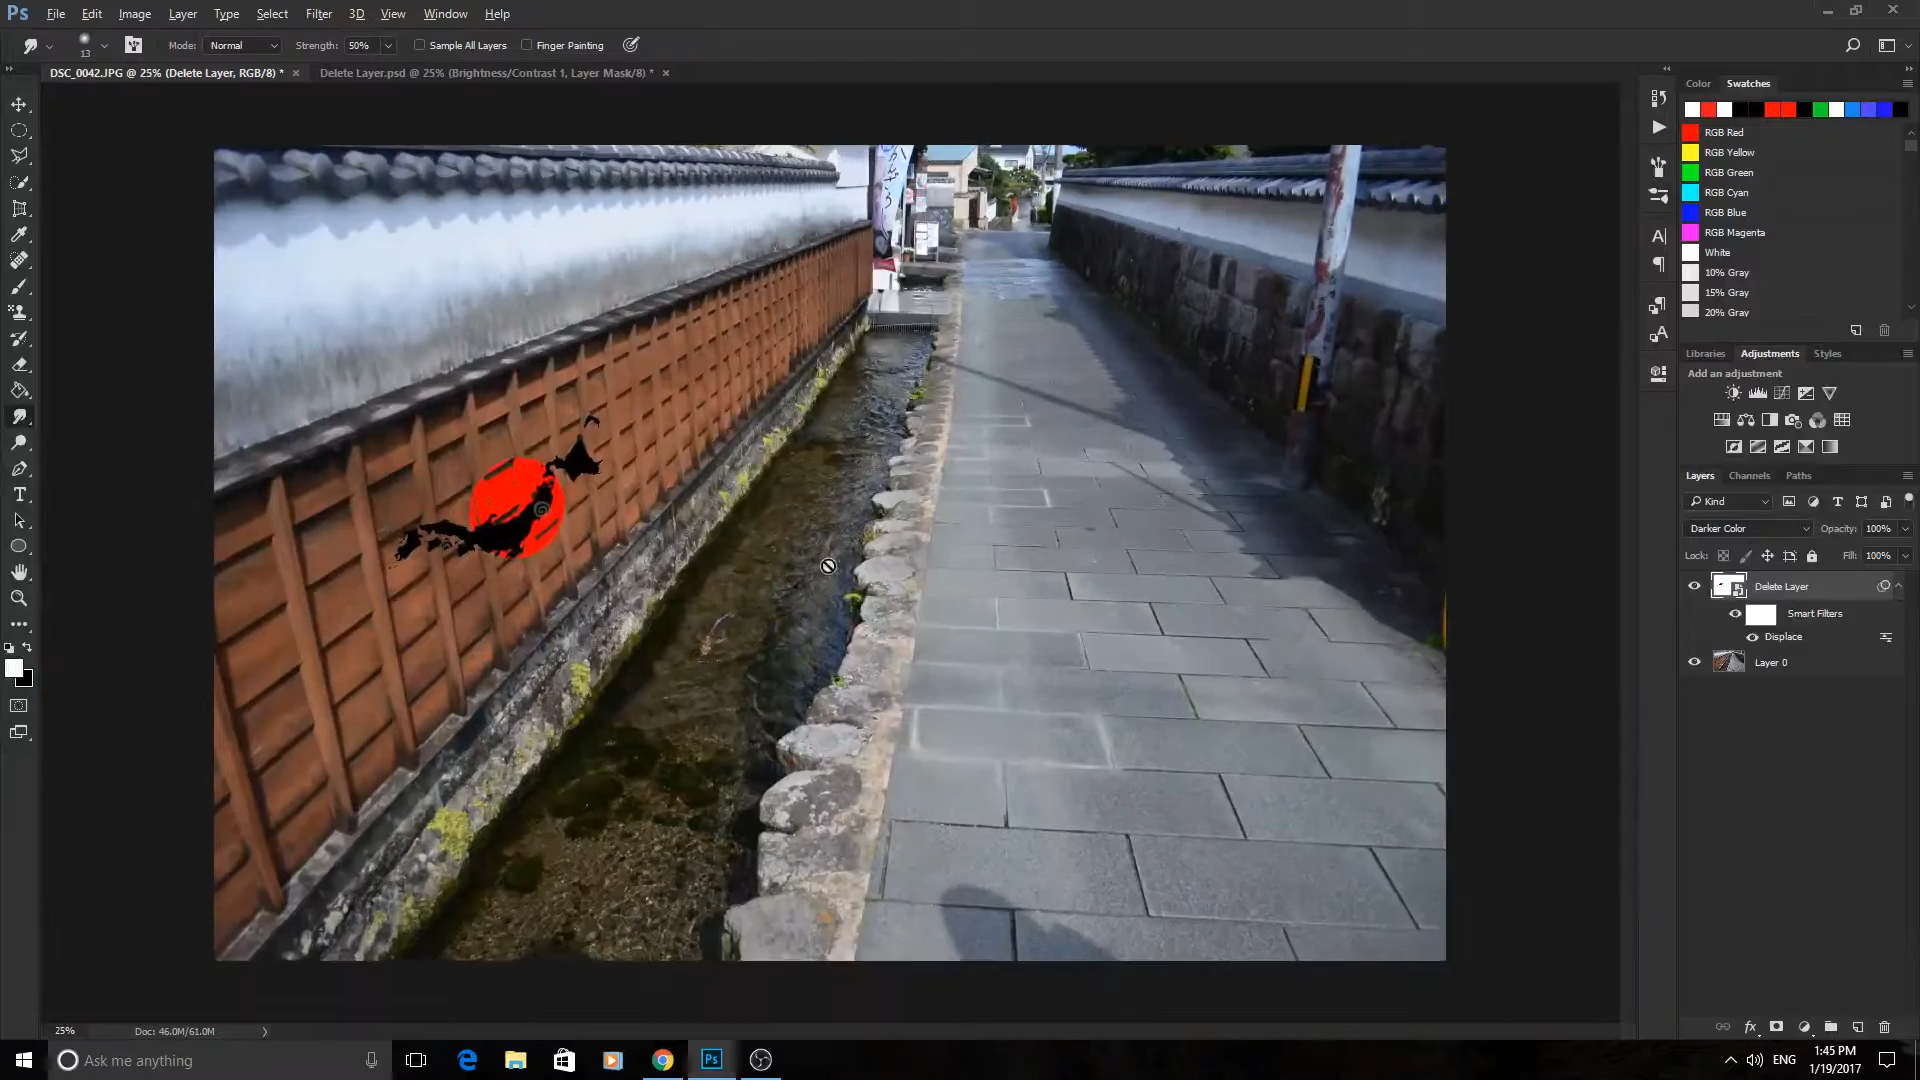 Ps File Edit Image Layer Type Select Filter 3D View Window Help
13 Mode: Normal Strength: 50% Sample All Layers Finger Painting
DSC_0042.JPG @ 25% (Delete Layer, RGB/8) * × Delete Layer.psd @ 25% (Brightness/Contrast 1, Layer Mask/8) * ×
Color Swatches
RGB Red
RGB Yellow
RGB Green
RGB Cyan
RGB Blue
RGB Magenta
White
10% Gray
15% Gray
20% Gray
Libraries Adjustments Styles
Add an adjustment
Layers Channels Paths
Kind
Darker Color Opacity: 100%
Lock: Fill: 100%
Delete Layer
Smart Filters
Displace
Layer 0
25% Doc: 46.0M/61.0M
Ask me anything
Ps
ENG
1:45 PM
1/19/2017